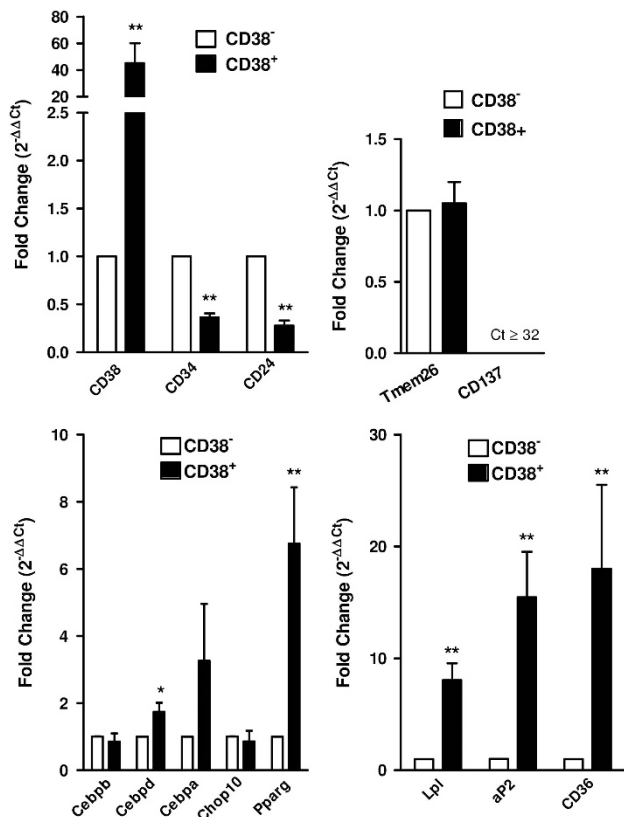 80
60
40
20
2.5
2.0
1.5
1.0
0.5
0.0
Fold Change (2-ΔΔCt)
**
**
**
CD38-
CD38+
CD38
CD34
CD24
CD38-
CD38+
1.5
1.0
0.5
0.0
Fold Change (2-ΔΔCt)
Ct ≥ 32
Tmem26
CD137
10
8
6
4
2
0
Fold Change (2-ΔΔCt)
CD38-
CD38+
**
*
Cebpb
Cebpd
Cebpa
Chop10
Pparg
30
20
10
0
Fold Change (2-ΔΔCt)
CD38-
CD38+
**
**
**
Lpl
aP2
CD36